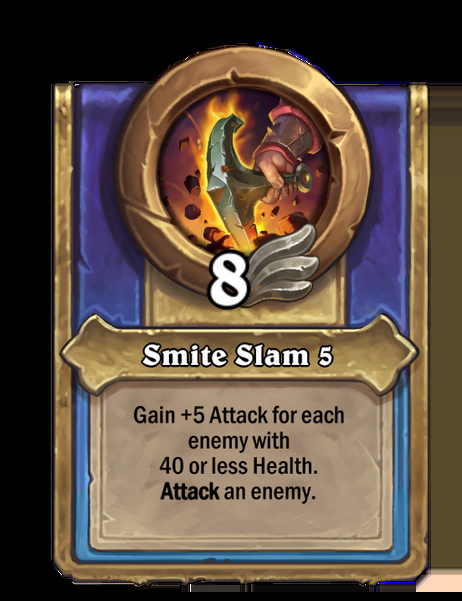 8
Smite Slam 5
Gain +5 Attack for each
enemy with
40 or less Health.
Attack an enemy.